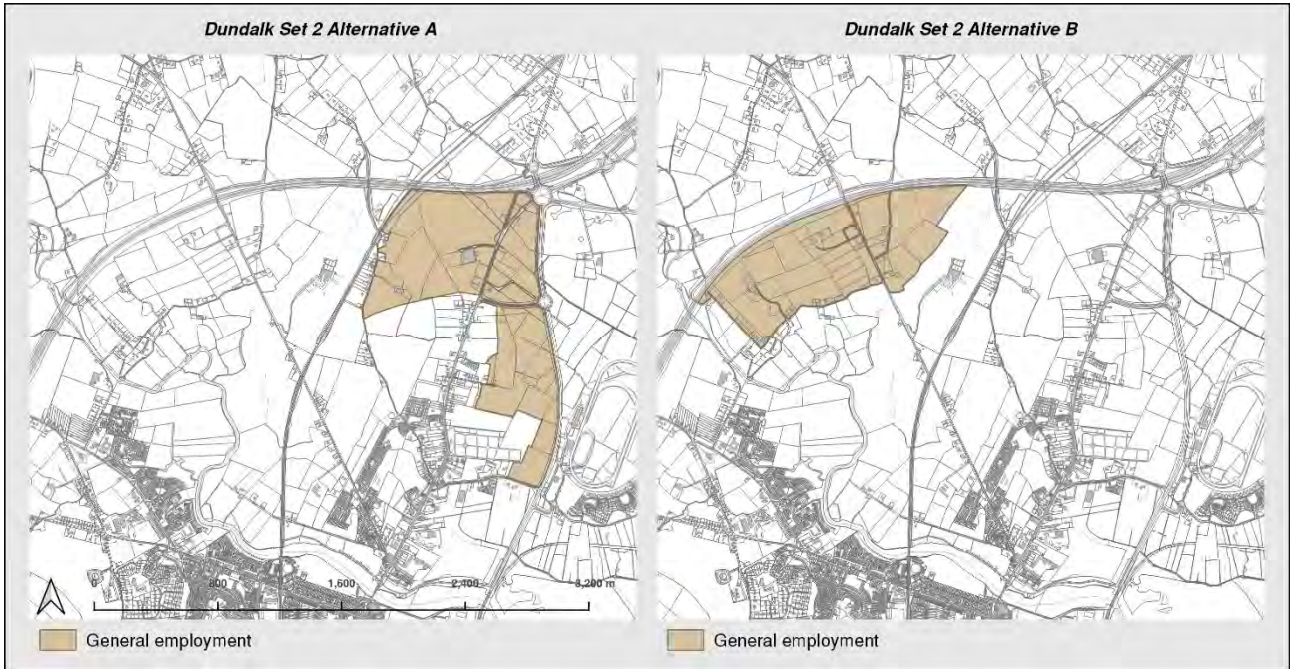 Dundalk Set 2 Alternative A
Dundalk Set 2 Alternative B
0 800 1,600 2,400 3,200 m
General employment
General employment